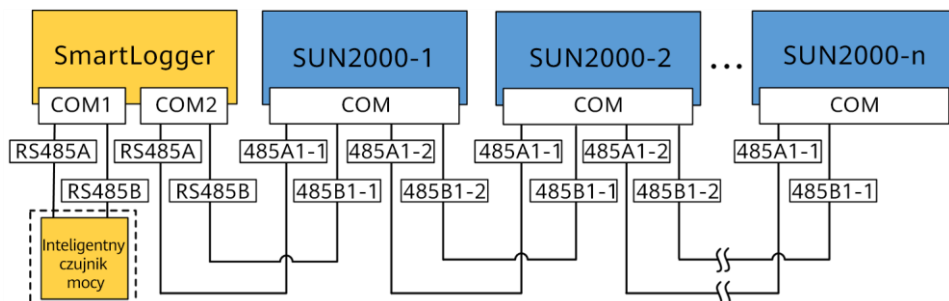 SmartLogger
SUN2000-1
SUN2000-2
...
SUN2000-n
COM1
COM2
COM
COM
COM
RS485A
RS485A
485A1-1
485A1-2
485A1-1
485A1-2
485A1-1
RS485B
RS485B
485B1-1
485B1-2
485B1-1
485B1-2
485B1-1
Inteligentny
czujnik
mocy